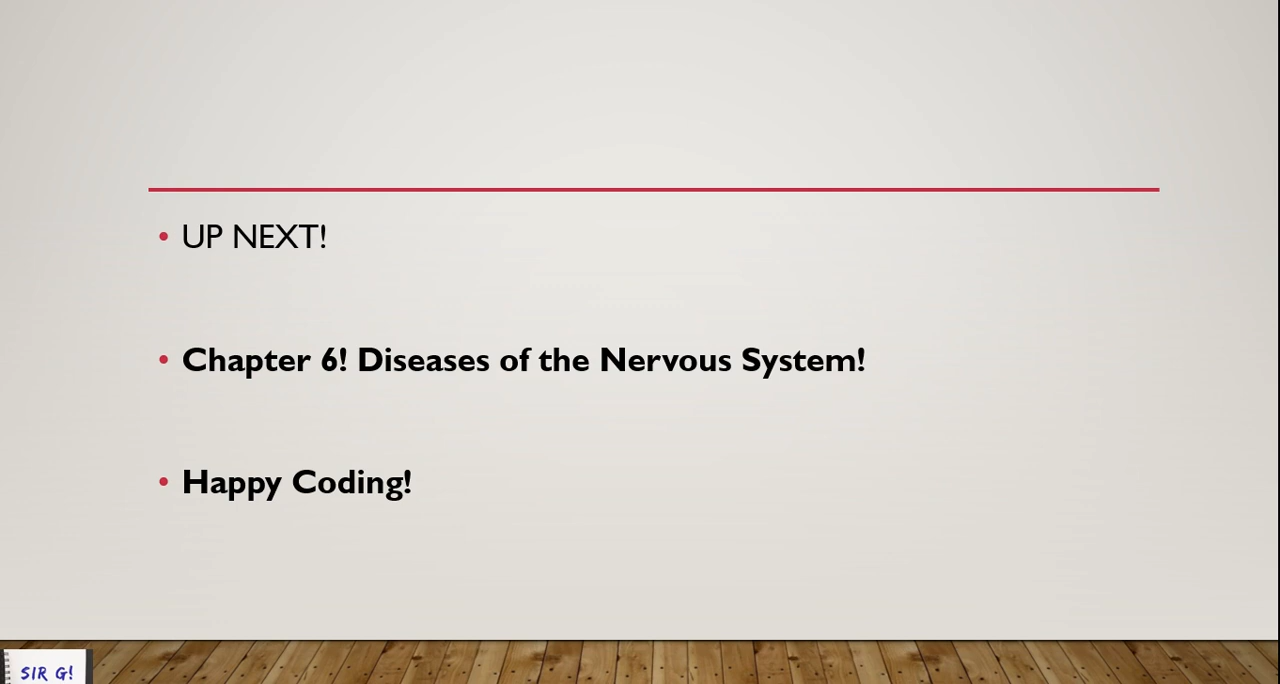 UP NEXT!
Chapter 6! Diseases of the Nervous System!
Happy Coding!
SIR G!